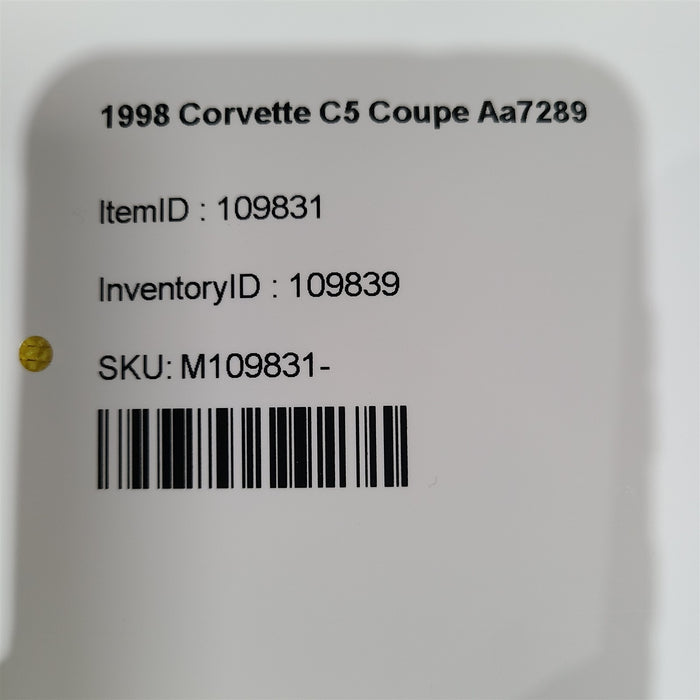 1998 Corvette C5 Coupe Aa7289
ItemID : 109831
InventoryID : 109839
SKU: M109831-